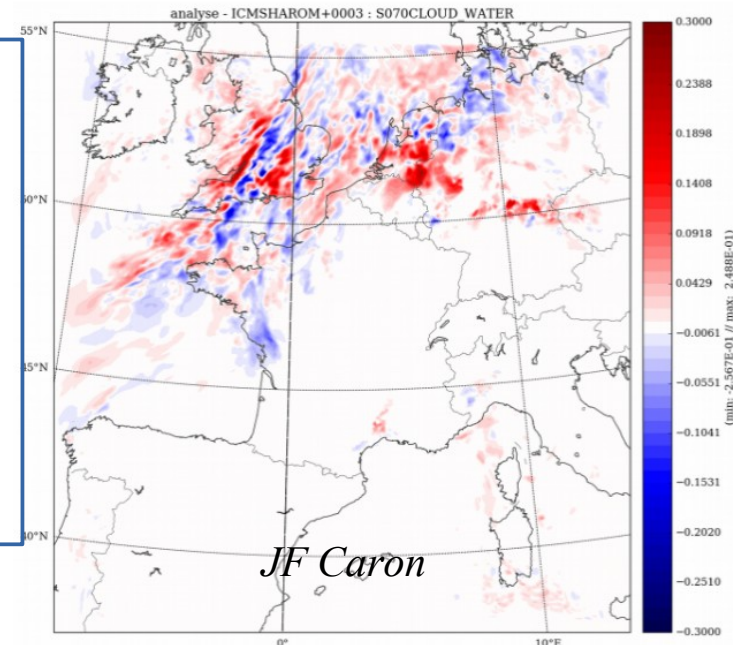 analyse - ICMSHAROM+0003 : S070CLOUD_WATER
55°N
0°N
45°N
0°N
0°
10°E
JF Caron
0.3000
0.2388
0.1898
0.1408
0.0918
0.0429
−0.0061
−0.0551
−0.1041
−0.1531
−0.2020
−0.2510
−0.3000
(min: -2.567E-01 // max: 2.488E-01)